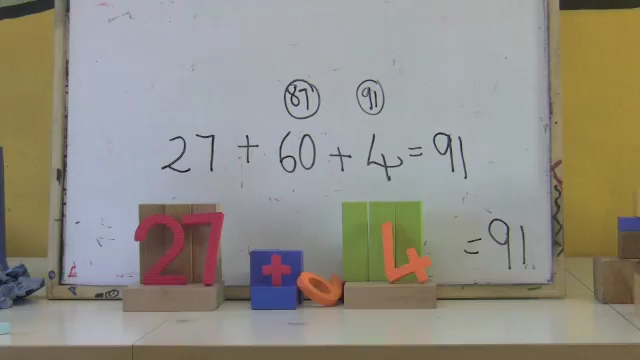 87 91
27 + 60 + 4 = 91
27 + 4 = 91